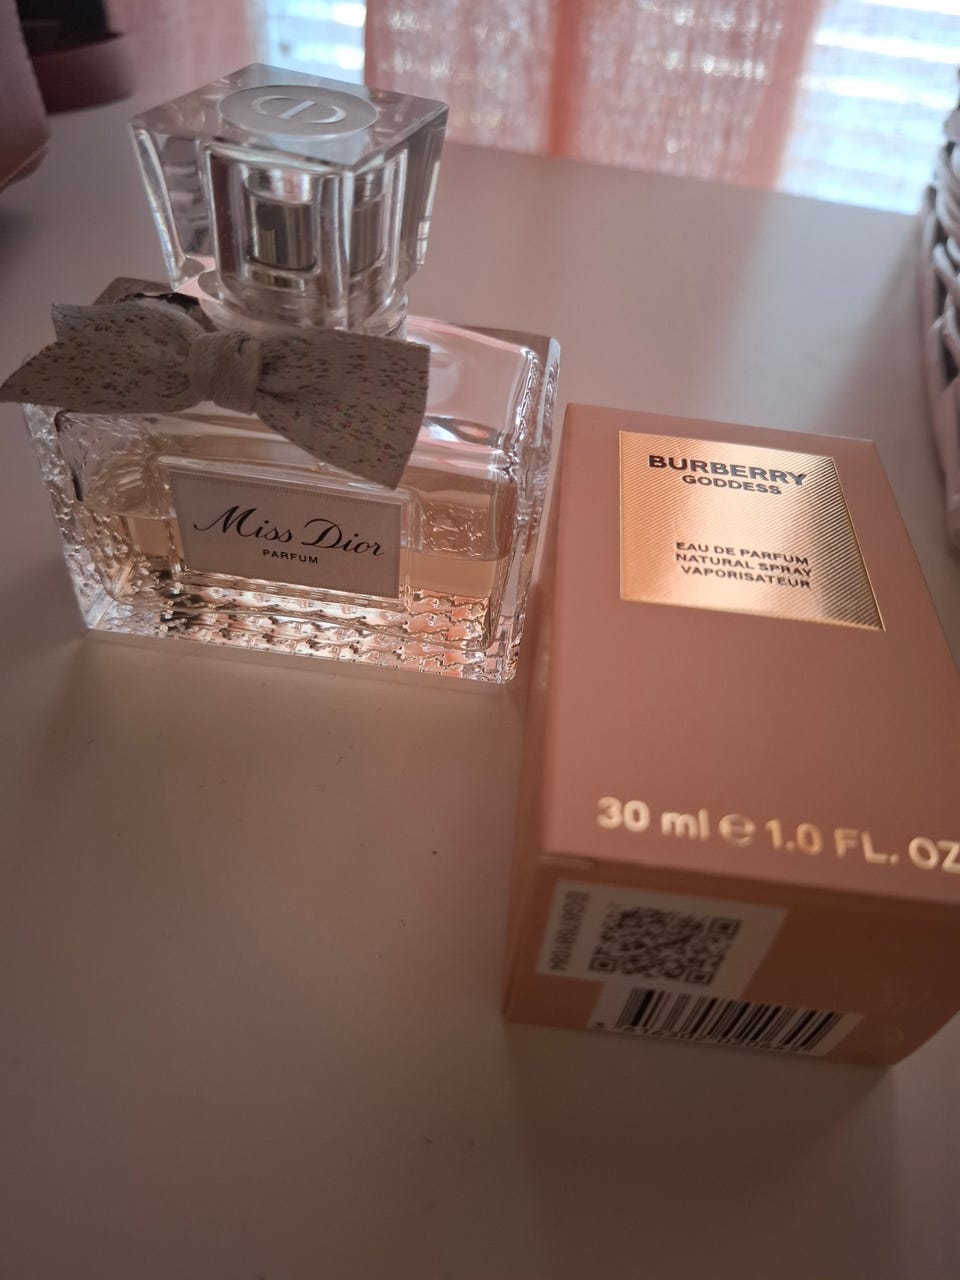 Miss Dior
PARFUM
BURBERRY
GODDESS
EAU DE PARFUM
NATURAL SPRAY
VAPORISATEUR
30 ml ℮ 1.0 FL. OZ